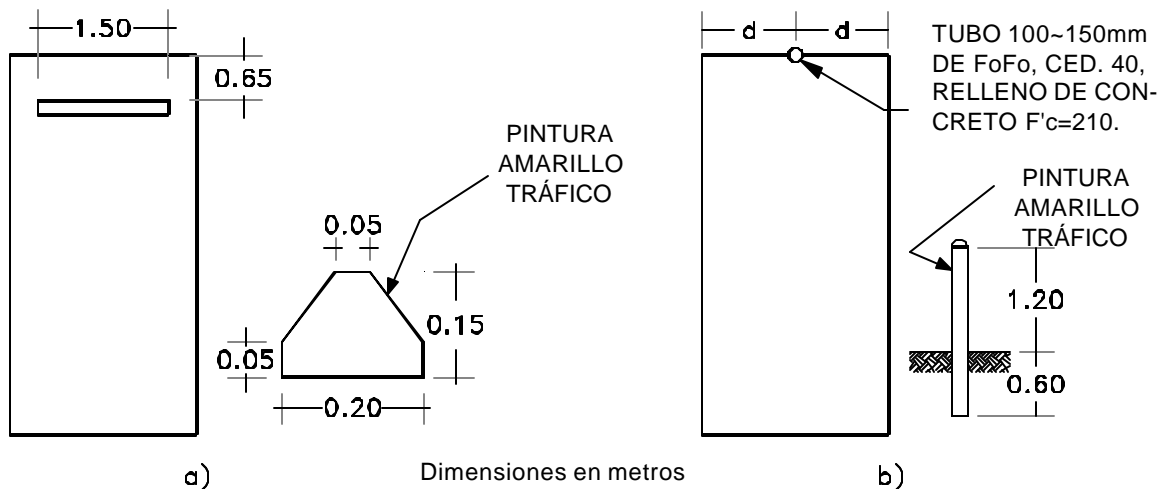 1.50
0.65
PINTURA
AMARILLO
TRÁFICO
0.05
0.15
0.05
0.20
a)
Dimensiones en metros
d d
TUBO 100~150mm
DE FoFo, CED. 40,
RELLENO DE CON-
CRETO F'c=210.
PINTURA
AMARILLO
TRÁFICO
1.20
0.60
b)